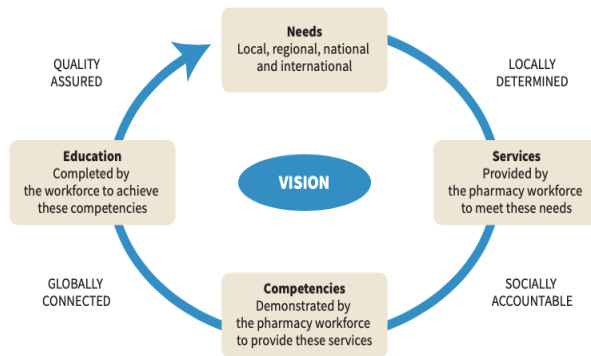 Needs
Local, regional, national
and international
QUALITY
ASSURED
LOCALLY
DETERMINED
Education
Completed by
the workforce to achieve
these competencies
VISION
Services
Provided by
the pharmacy workforce
to meet these needs
GLOBALLY
CONNECTED
SOCIALLY
ACCOUNTABLE
Competencies
Demonstrated by
the pharmacy workforce
to provide these services